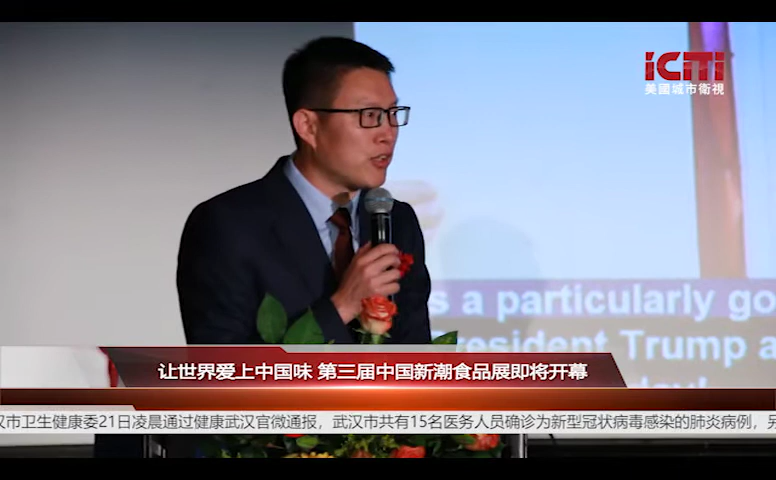 iCiTi
美國城市衛視
s a particularly go
President Trump a
day!
让世界爱上中国味 第三届中国新潮食品展即将开幕
汉市卫生健康委21日凌晨通过健康武汉官微通报，武汉市共有15名医务人员确诊为新型冠状病毒感染的肺炎病例，另